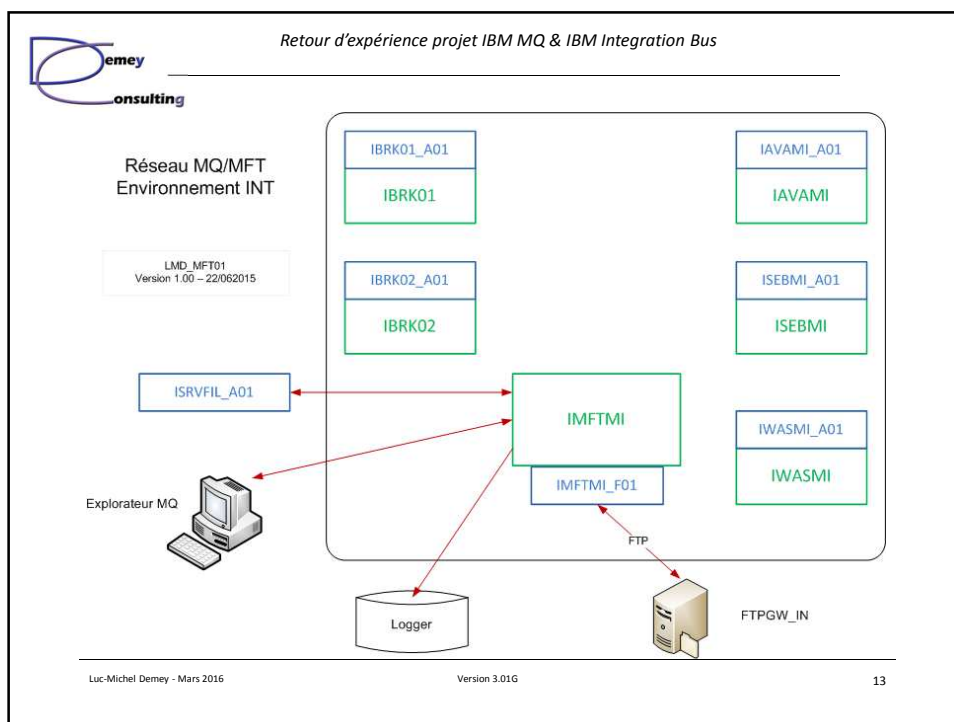 Retour d'expérience projet IBM MQ & IBM Integration Bus
Demey
Consulting
Réseau MQ/MFT
Environnement INT
LMD_MFT01
Version 1.00 – 22/062015
IBRK01_A01
IBRK01
IAVAMI_A01
IAVAMI
IBRK02_A01
IBRK02
ISEBMI_A01
ISEBMI
ISRVFIL_A01
IMFTMI
IMFTMI_F01
IWASMI_A01
IWASMI
Explorateur MQ
FTP
Logger
FTPGW_IN
Luc-Michel Demey - Mars 2016
Version 3.01G
13